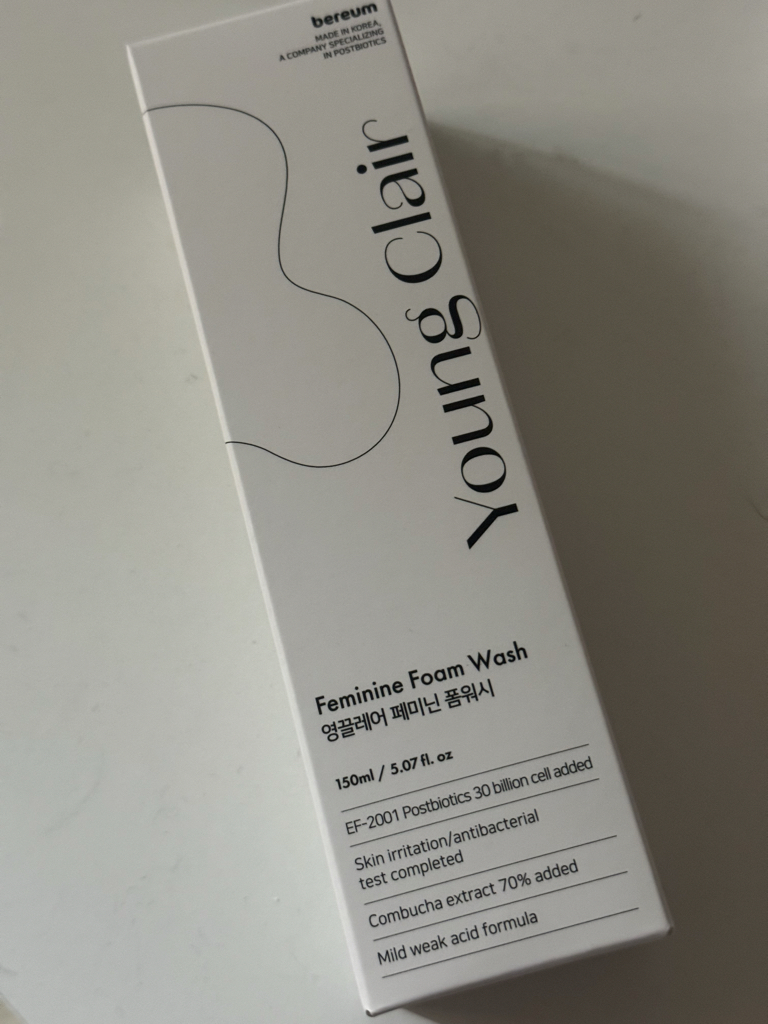 bereum
MADE IN KOREA,
A COMPANY SPECIALIZING
IN POSTBIOTICS
Young Clair
Feminine Foam Wash
영끌레어 페미닌 폼워시
150ml / 5.07 fl. oz
EF-2001 Postbiotics 30 billion cell added
Skin irritation/antibacterial
test completed
Combucha extract 70% added
Mild weak acid formula